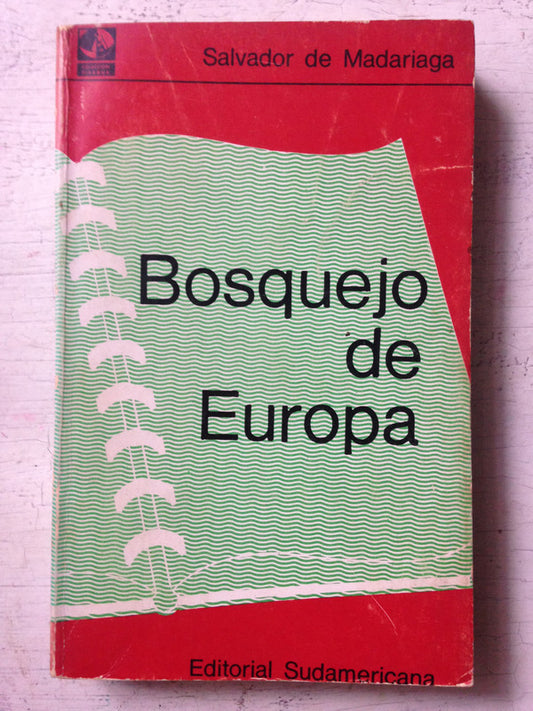 Salvador de Madariaga
Bosquejo
de
Europa
Editorial Sudamericana